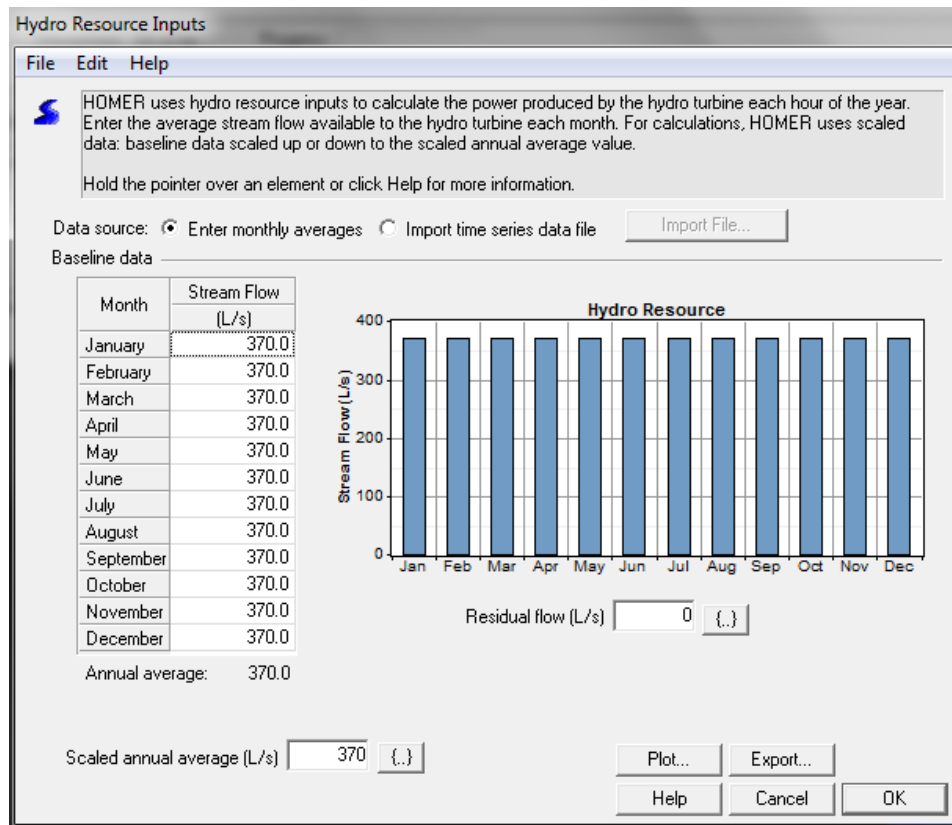 Hydro Resource Inputs
File Edit Help
HOMER uses hydro resource inputs to calculate the power produced by the hydro turbine each hour of the year.
Enter the average stream flow available to the hydro turbine each month. For calculations, HOMER uses scaled
data: baseline data scaled up or down to the scaled annual average value.
Hold the pointer over an element or click Help for more information.
Data source: Enter monthly averages Import time series data file Import File...
Baseline data
Month Stream Flow
(L/s)
January 370.0
February 370.0
March 370.0
April 370.0
May 370.0
June 370.0
July 370.0
August 370.0
September 370.0
October 370.0
November 370.0
December 370.0
Annual average: 370.0
Hydro Resource
Stream Flow (L/s)
400
300
200
100
0
Jan Feb Mar Apr May Jun Jul Aug Sep Oct Nov Dec
Residual flow (L/s) 0 {..}
Scaled annual average (L/s) 370 {..}
Plot... Export...
Help Cancel OK